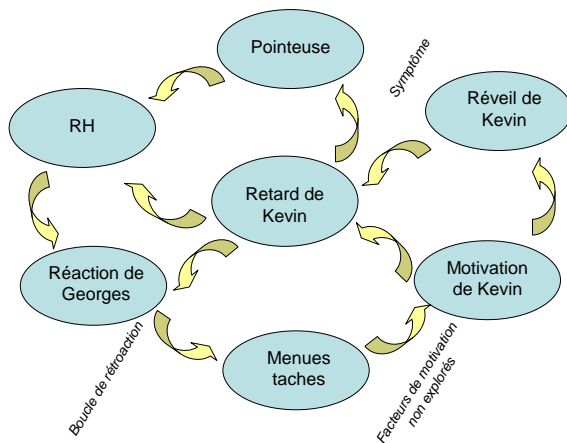 Pointeuse
Symptôme
Réveil de
Kevin
RH
Retard de
Kevin
Réaction de
Georges
Motivation
de Kevin
Menues
taches
Boucle de rétroaction
Facteurs de motivation
non explorés